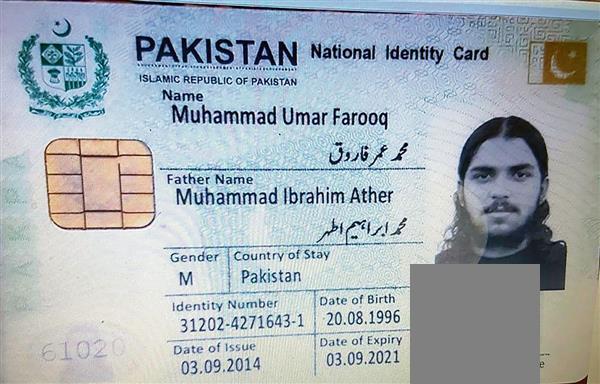 PAKISTAN National Identity Card
ISLAMIC REPUBLIC OF PAKISTAN
Name
Muhammad Umar Farooq
محمد عمر فاروق
Father Name
Muhammad Ibrahim Ather
محمد ابراہیم اطہر
Gender Country of Stay
M Pakistan
Identity Number Date of Birth
31202-4271643-1 20.08.1996
Date of Issue Date of Expiry
03.09.2014 03.09.2021
61020